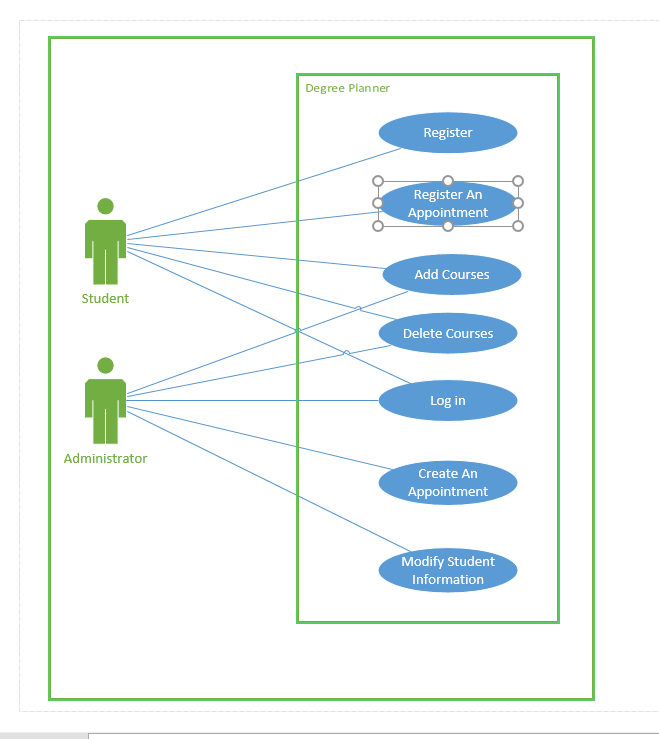 Degree Planner
Register
Register An
Appointment
Add Courses
Student
Delete Courses
Log in
Administrator
Create An
Appointment
Modify Student
Information